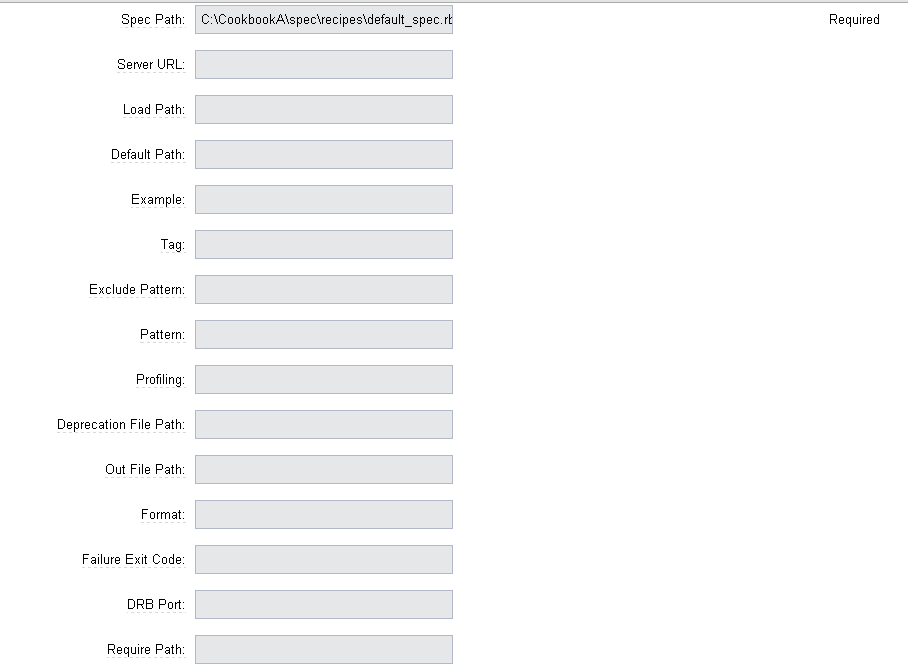 Spec Path: C:\CookbookA\spec\recipes\default_spec.rb Required
Server URL:
Load Path:
Default Path:
Example:
Tag:
Exclude Pattern:
Pattern:
Profiling:
Deprecation File Path:
Out File Path:
Format:
Failure Exit Code:
DRB Port:
Require Path: